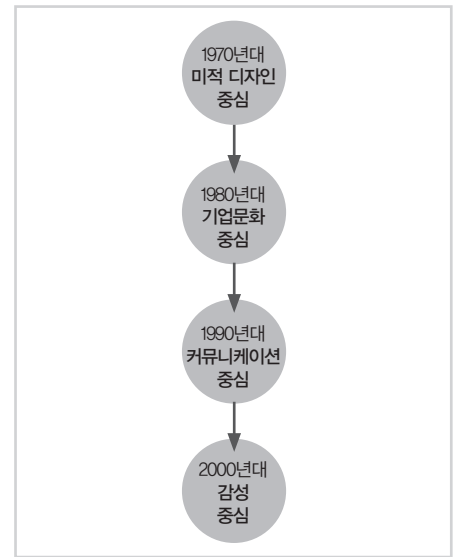 1970년대
미적 디자인
중심
1980년대
기업문화
중심
1990년대
커뮤니케이션
중심
2000년대
감성
중심